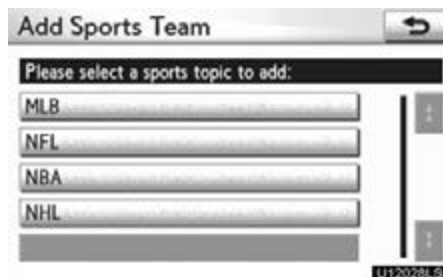 Add Sports Team
Please select a sports topic to add:
MLB
NFL
NBA
NHL
U12028LS